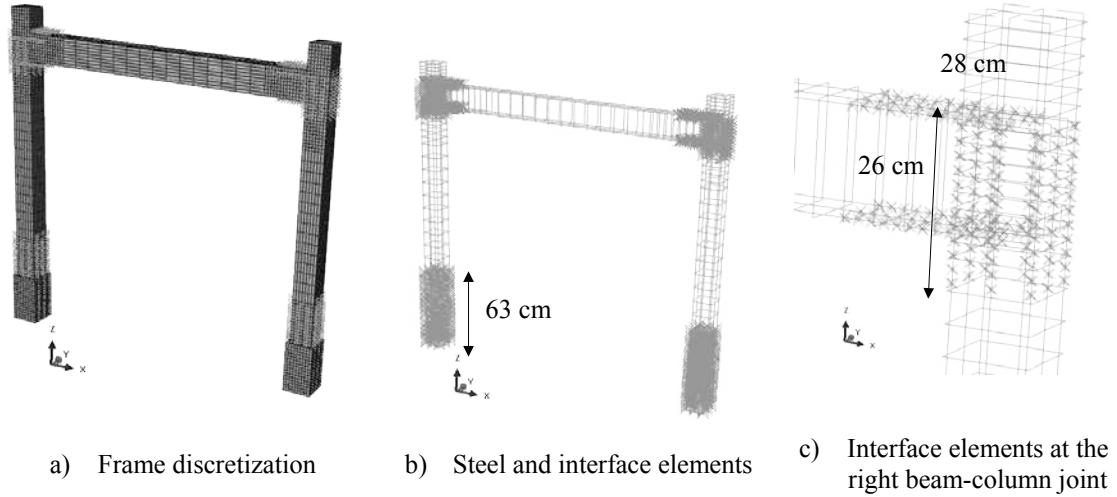 28 cm
26 cm
63 cm
Z
Y
X
Z
Y
X
Z
Y
X
a) Frame discretization
b) Steel and interface elements
c) Interface elements at the
right beam-column joint